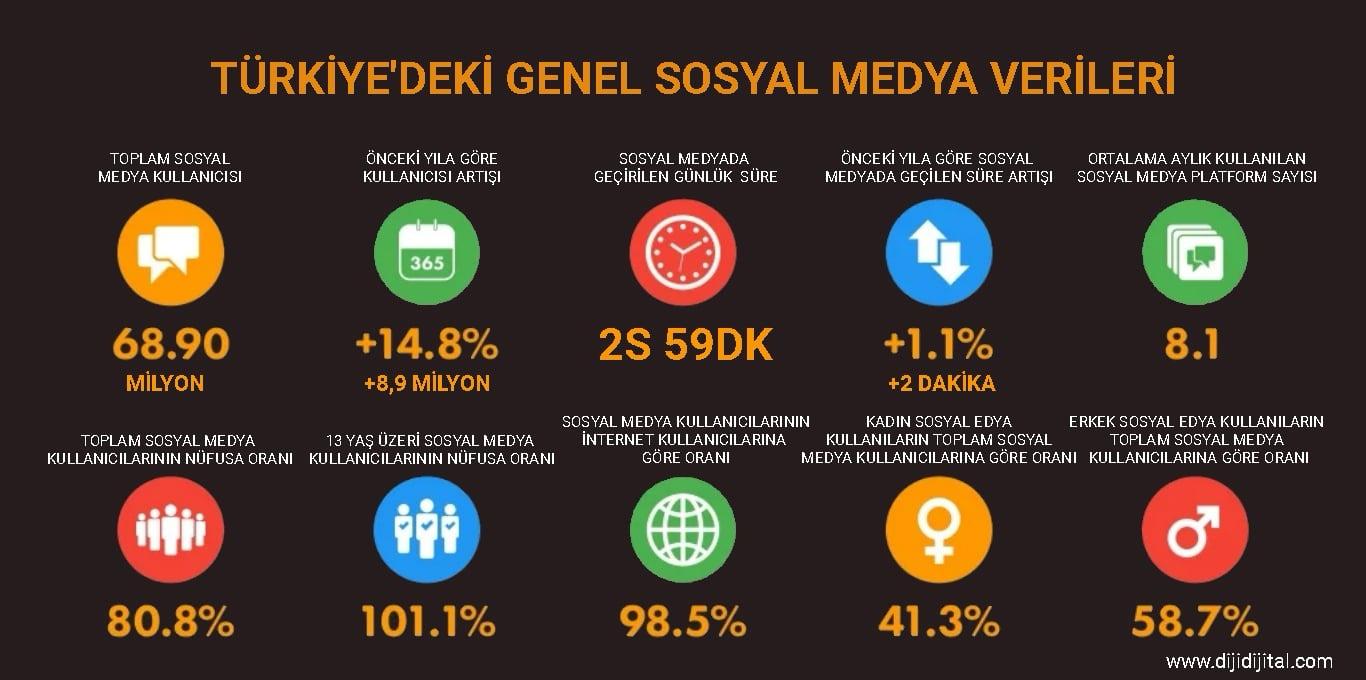 TÜRKİYE'DEKİ GENEL SOSYAL MEDYA VERİLERİ
TOPLAM SOSYAL
MEDYA KULLANICISI
68.90
MİLYON
ÖNCEKİ YILA GÖRE
KULLANICISI ARTIŞI
365
+14.8%
+8,9 MİLYON
SOSYAL MEDYADA
GEÇİRİLEN GÜNLÜK SÜRE
2S 59DK
ÖNCEKİ YILA GÖRE SOSYAL
MEDYADA GEÇİLEN SÜRE ARTIŞI
+1.1%
+2 DAKİKA
ORTALAMA AYLIK KULLANILAN
SOSYAL MEDYA PLATFORM SAYISI
8.1
TOPLAM SOSYAL MEDYA
KULLANICILARININ NÜFUSA ORANI
80.8%
13 YAŞ ÜZERİ SOSYAL MEDYA
KULLANICILARININ NÜFUSA ORANI
101.1%
SOSYAL MEDYA KULLANICILARININ
İNTERNET KULLANICILARINA
GÖRE ORANI
98.5%
KADIN SOSYAL EDYA
KULLANILARIN TOPLAM SOSYAL
MEDYA KULLANICILARINA GÖRE ORANI
41.3%
ERKEK SOSYAL EDYA KULLANILARIN
TOPLAM SOSYAL MEDYA
KULLANICILARINA GÖRE ORANI
58.7%
www.dijidijital.com